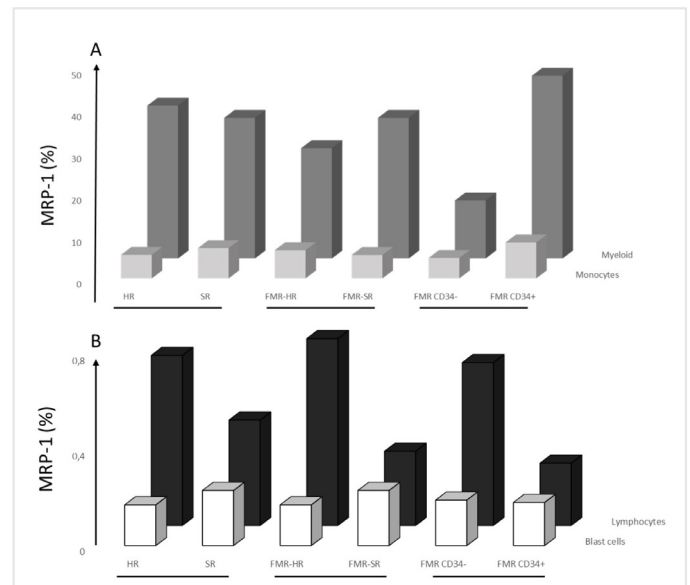 A
50
40
30
20
10
0
MRP-1 (%)
Myeloid
Monocytes
HR SR FMR-HR FMR-SR FMR CD34- FMR CD34+
B
0,8
0,4
0
MRP-1 (%)
Lymphocytes
Blast cells
HR SR FMR-HR FMR-SR FMR CD34- FMR CD34+